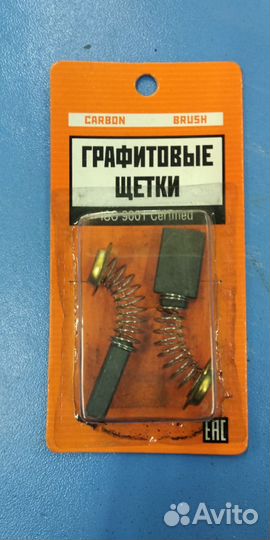 CARBON BRUSH
ГРАФИТОВЫЕ
ЩЕТКИ
ISO 9001 Certified
EAC
Avito